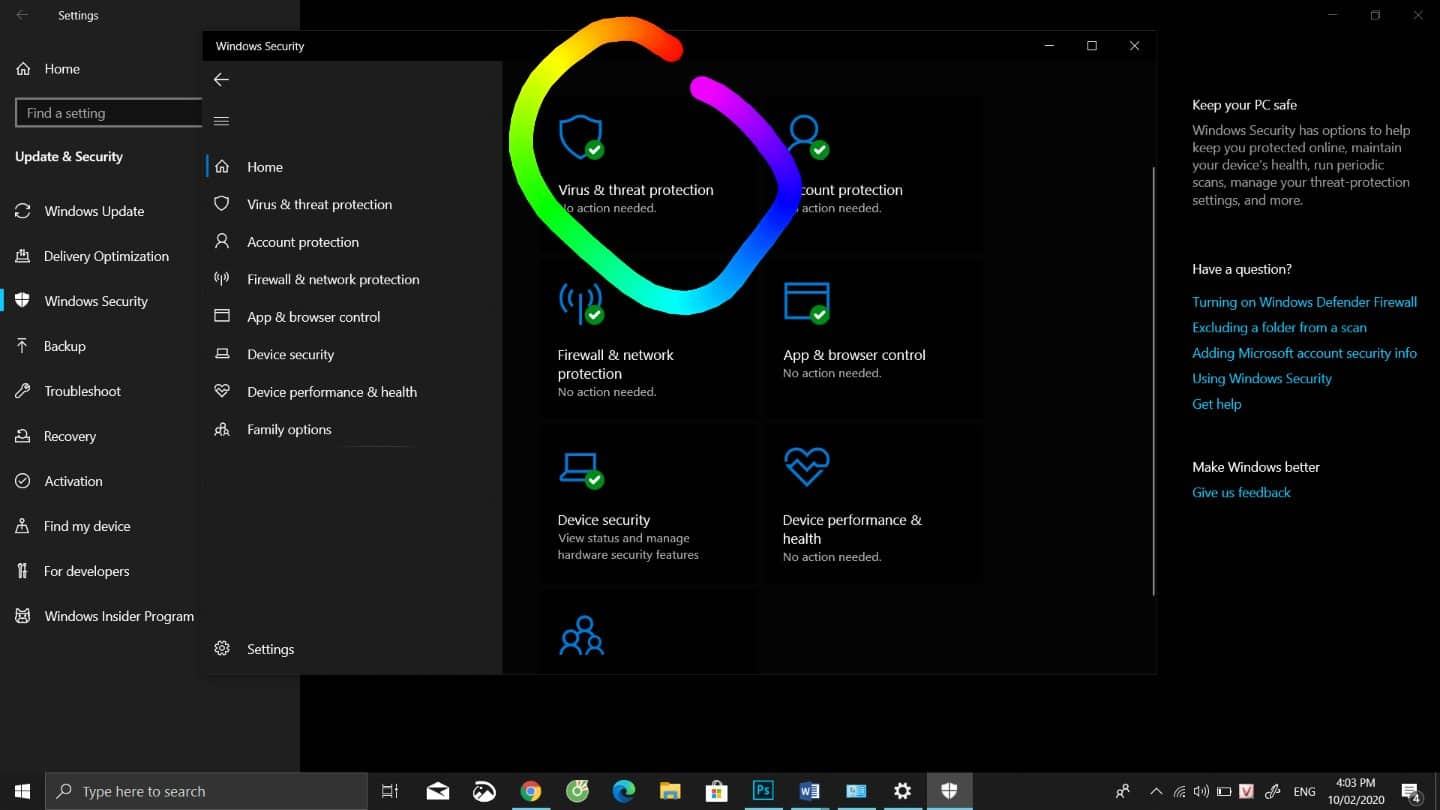 Settings
Home
Find a setting
Update & Security
Windows Update
Delivery Optimization
Windows Security
Backup
Troubleshoot
Recovery
Activation
Find my device
For developers
Windows Insider Program
Windows Security
Home
Virus & threat protection
Account protection
Firewall & network protection
App & browser control
Device security
Device performance & health
Family options
Settings
Virus & threat protection
No action needed.
count protection
action needed.
Firewall & network
protection
No action needed.
App & browser control
No action needed.
Device security
View status and manage
hardware security features
Device performance &
health
No action needed.
Keep your PC safe
Windows Security has options to help
keep you protected online, maintain
your device's health, run periodic
scans, manage your threat-protection
settings, and more.
Have a question?
Turning on Windows Defender Firewall
Excluding a folder from a scan
Adding Microsoft account security info
Using Windows Security
Get help
Make Windows better
Give us feedback
Type here to search
Ps
W
V
ENG
4:03 PM
10/02/2020
4